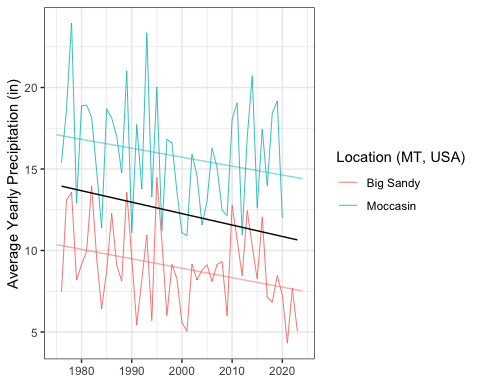 Average Yearly Precipitation (in)
20
15
10
5
1980
1990
2000
2010
2020
Location (MT, USA)
Big Sandy
Moccasin